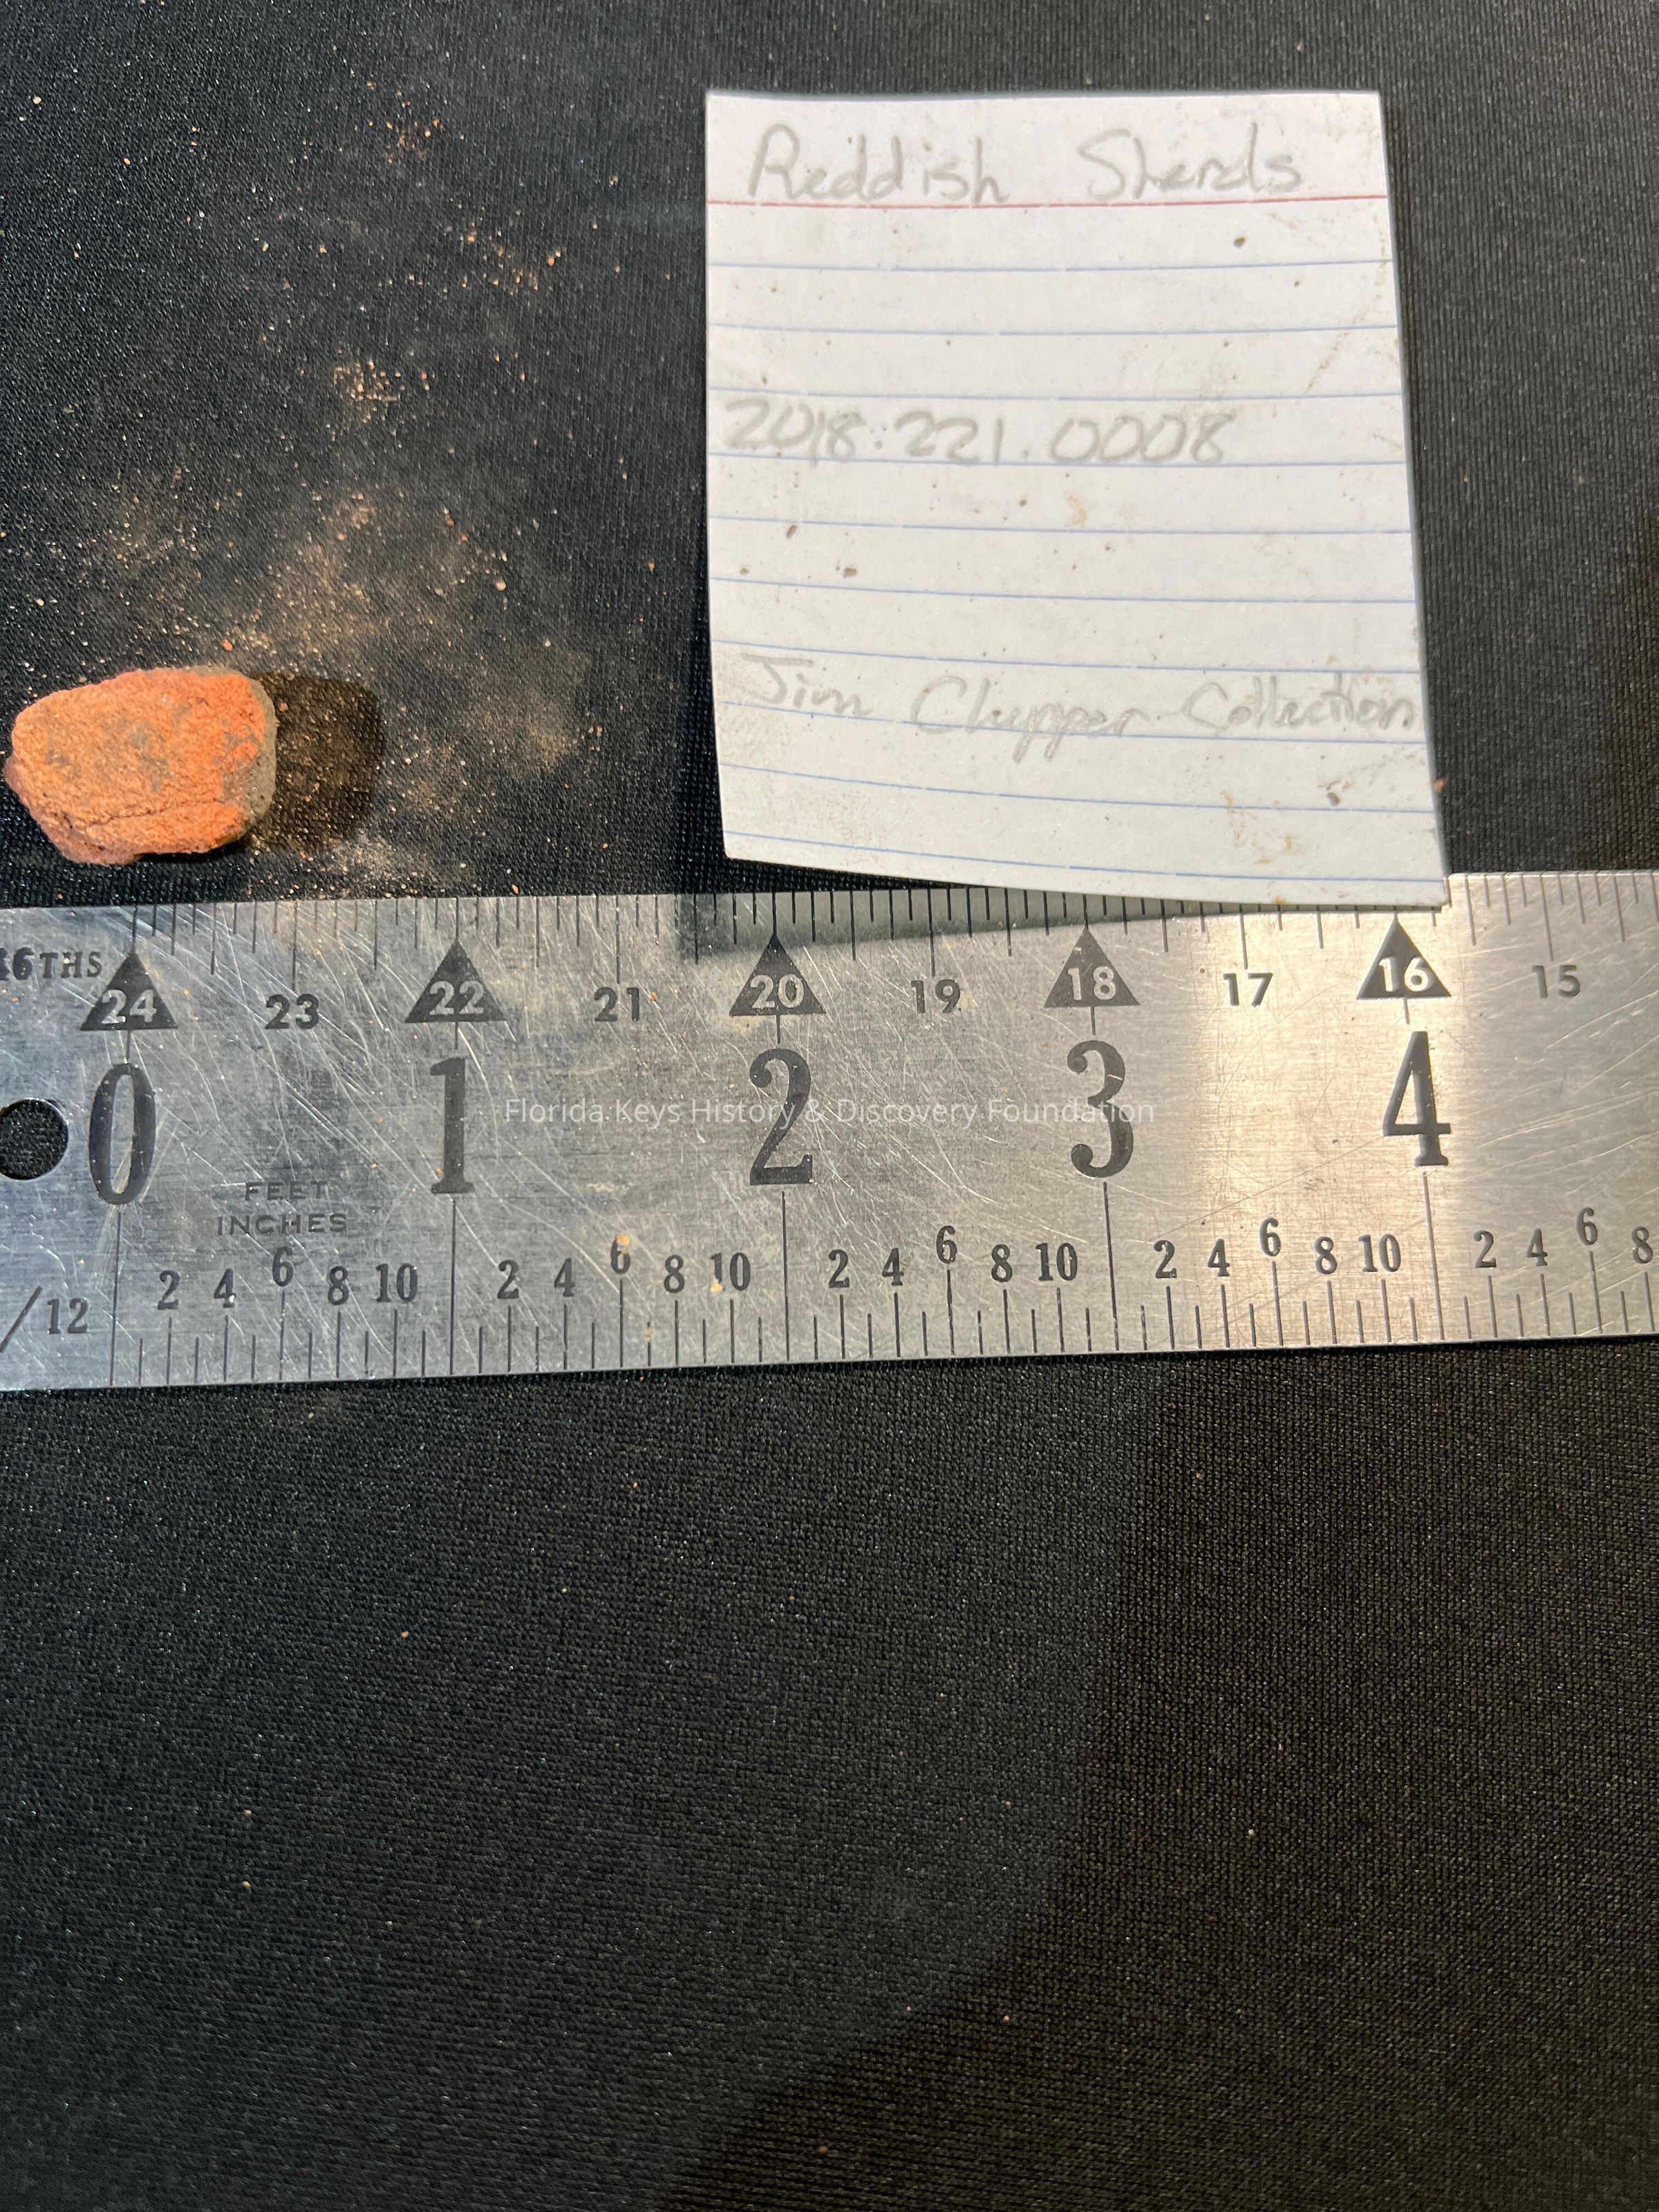 Reddish Sherds
2018.221.0008
Jim Clupper Collection
16THS
24 23 22 21 20 19 18 17 16 15
0 1 2 3 4
Florida Keys History & Discovery Foundation
FEET
INCHES
2 4 6 8 10 2 4 6 8 10 2 4 6 8 10 2 4 6 8 10 2 4 6 8
/12